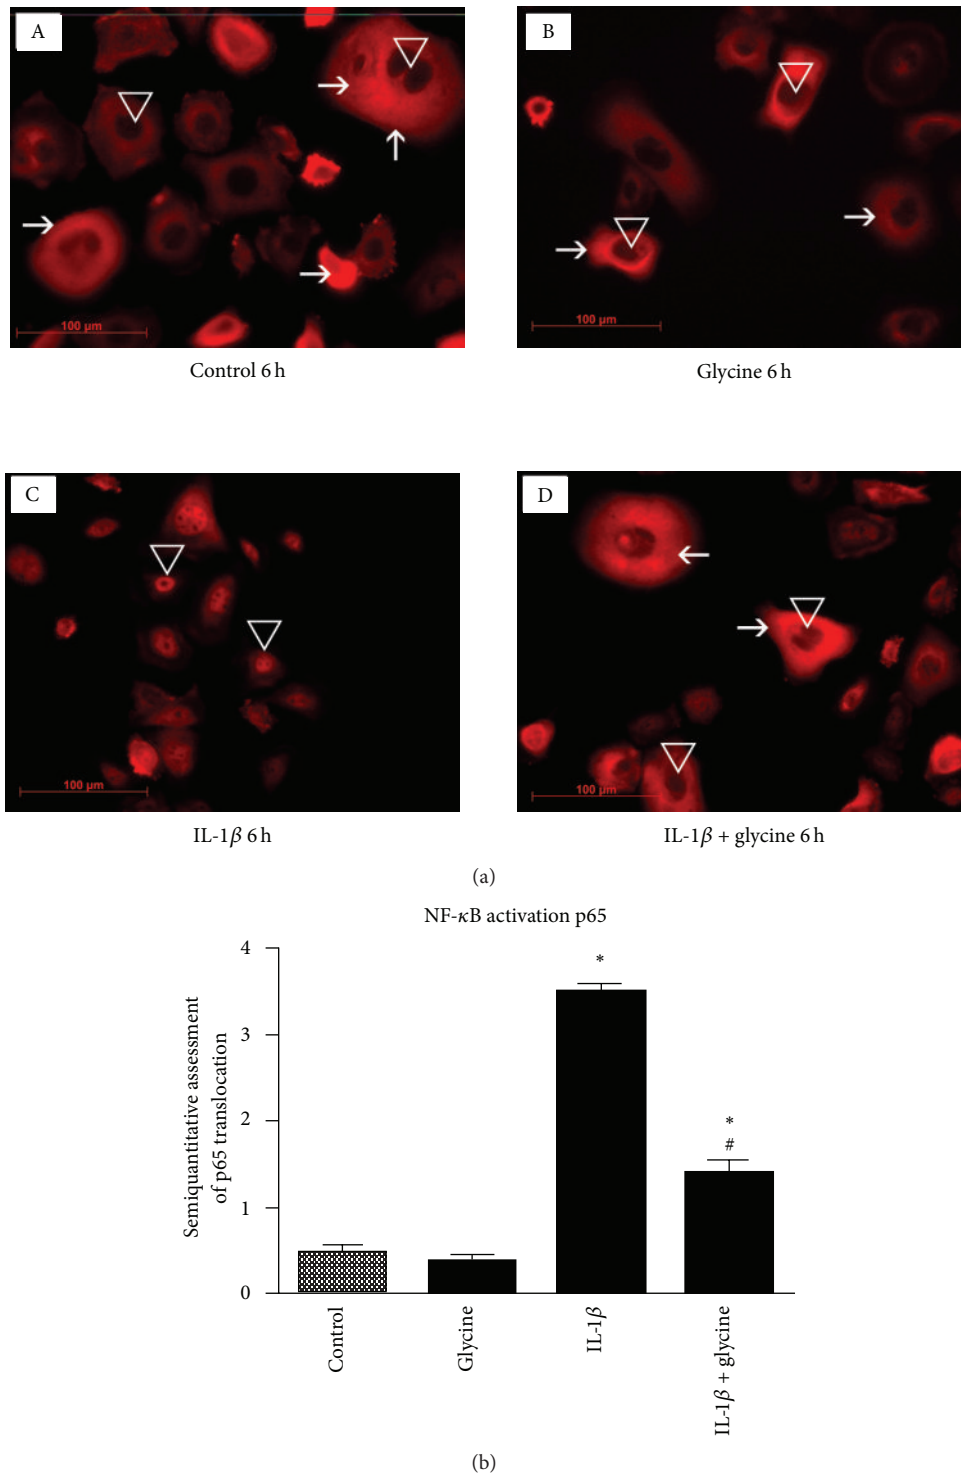 A
B
100 μm
100 μm
Control 6 h
Glycine 6 h
C
D
100 μm
100 μm
IL-1β 6 h
IL-1β + glycine 6 h
(a)
NF-κB activation p65
Semiquantitative assessment
of p65 translocation
4
3
2
1
0
*
*
#
Control
Glycine
IL-1β
IL-1β + glycine
(b)